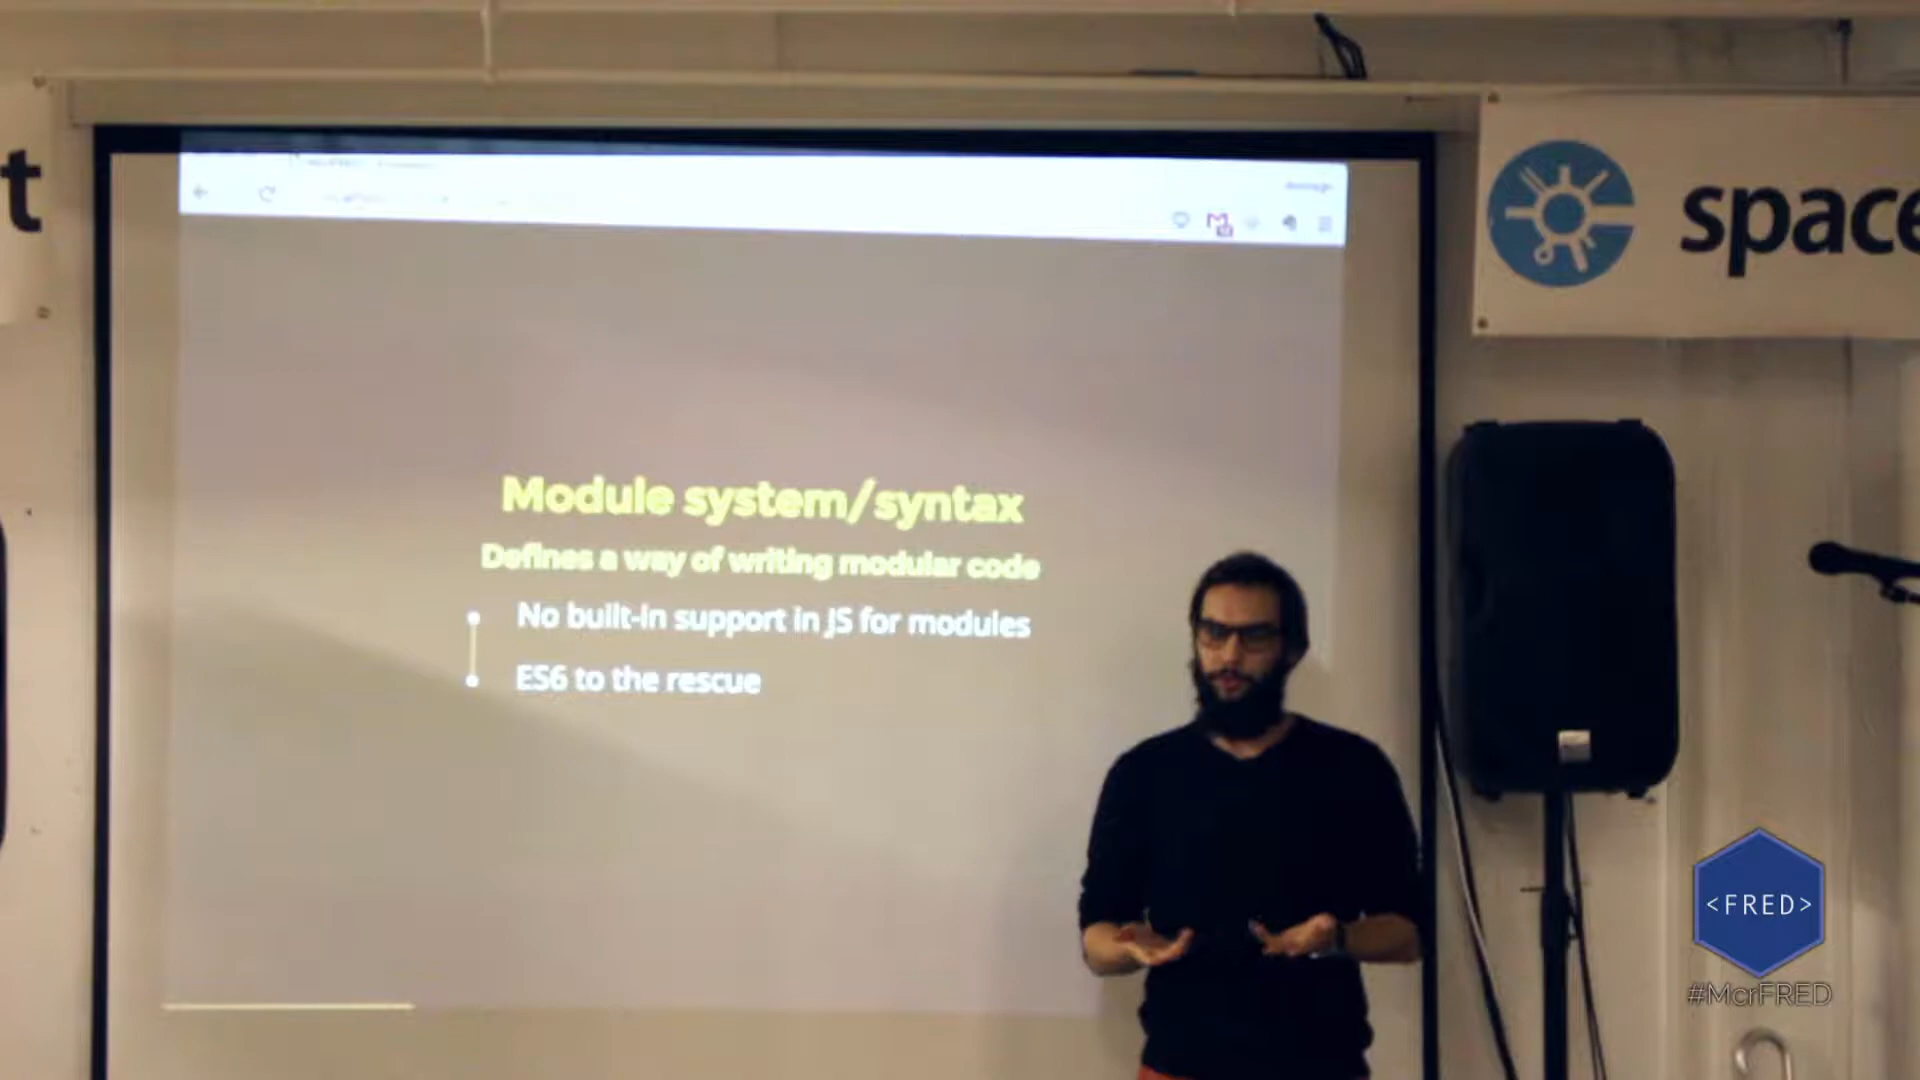 t
space
Module system/syntax
Defines a way of writing modular code
No built-in support in JS for modules
ES6 to the rescue
<FRED>
#McrFRED